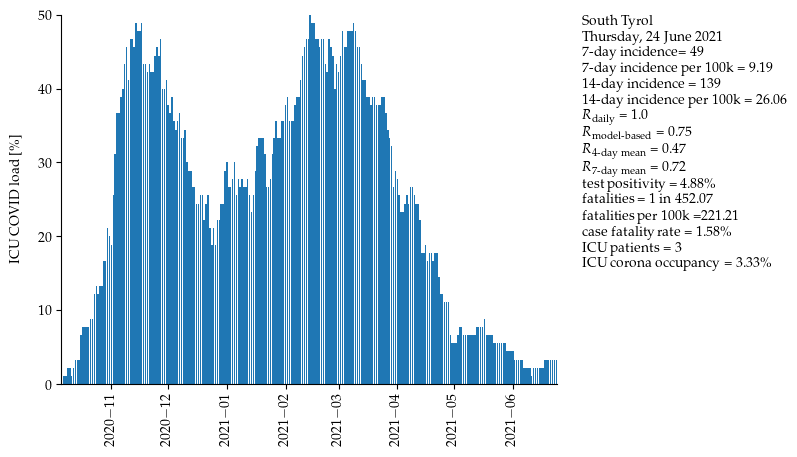 50
40
30
20
10
0
ICU COVID load [%]
2020−11
2020−12
2021−01
2021−02
2021−03
2021−04
2021−05
2021−06
South Tyrol
Thursday, 24 June 2021
7-day incidence= 49
7-day incidence per 100k = 9.19
14-day incidence = 139
14-day incidence per 100k = 26.06
R_daily = 1.0
R_model-based = 0.75
R_4-day mean = 0.47
R_7-day mean = 0.72
test positivity = 4.88%
fatalities = 1 in 452.07
fatalities per 100k =221.21
case fatality rate = 1.58%
ICU patients = 3
ICU corona occupancy = 3.33%